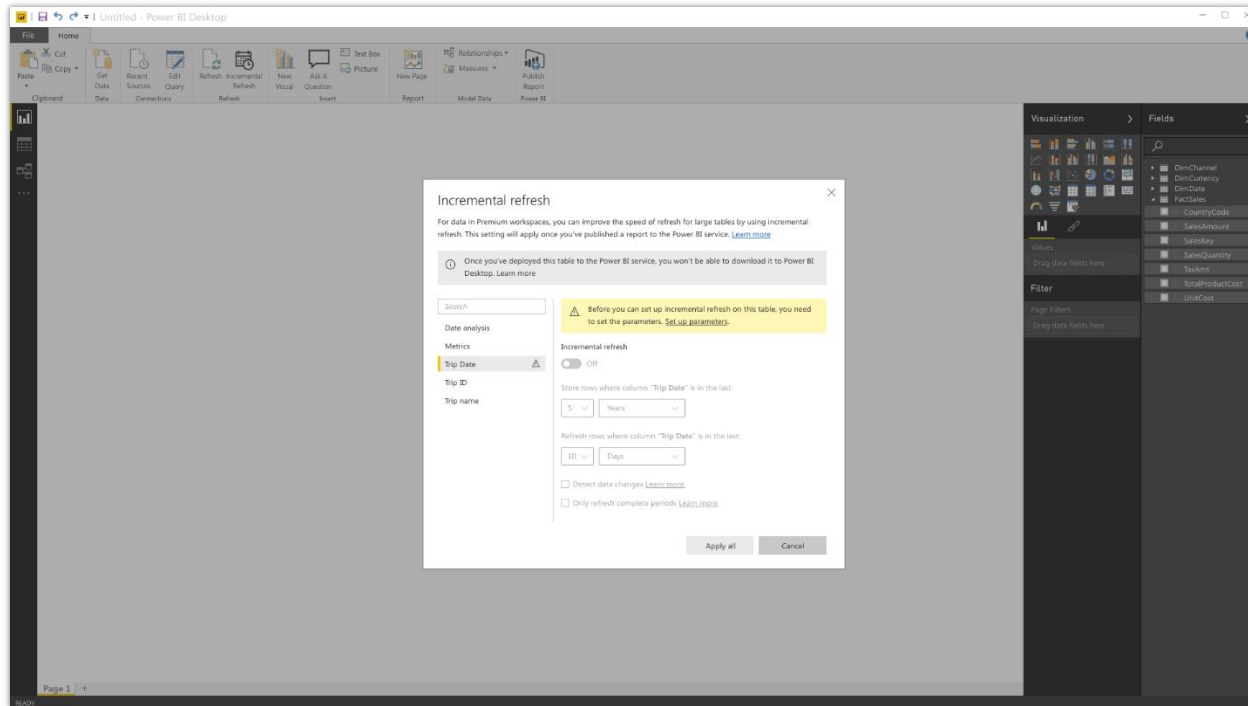 Untitled - Power BI Desktop
File Home
Paste
Cut
Copy
Clipboard
Get Data
Data
Recent Sources
Edit Query
Connections
Refresh
Incremental Refresh
Refresh
New Visual
Ask A Question
Text Box
Picture
Insert
New Page
Report
Relationships
Measures
Model Data
Publish Report
Power BI
Incremental refresh
For data in Premium workspaces, you can improve the speed of refresh for large tables by using incremental
refresh. This setting will apply once you've published a report to the Power BI service. Learn more
Once you've deployed this table to the Power BI service, you won't be able to download it to Power BI
Desktop. Learn more
Search
Date analysis
Metrics
Trip Date
Trip ID
Trip name
Before you can set up incremental refresh on this table, you need
to set the parameters. Set up parameters.
Incremental refresh
Off
Store rows where column "Trip Date" is in the last:
5 Years
Refresh rows where column "Trip Date" is in the last:
10 Days
Detect data changes Learn more
Only refresh complete periods Learn more
Apply all Cancel
Visualization
Values
Drag data fields here
Filter
Page Filters
Drag data fields here
Fields
DimChannel
DimCurrency
DimDate
FactSales
CountryCode
SalesAmount
SalesKey
SalesQuantity
TaxAmt
TotalProductCost
UnitCost
Page 1 +
READY